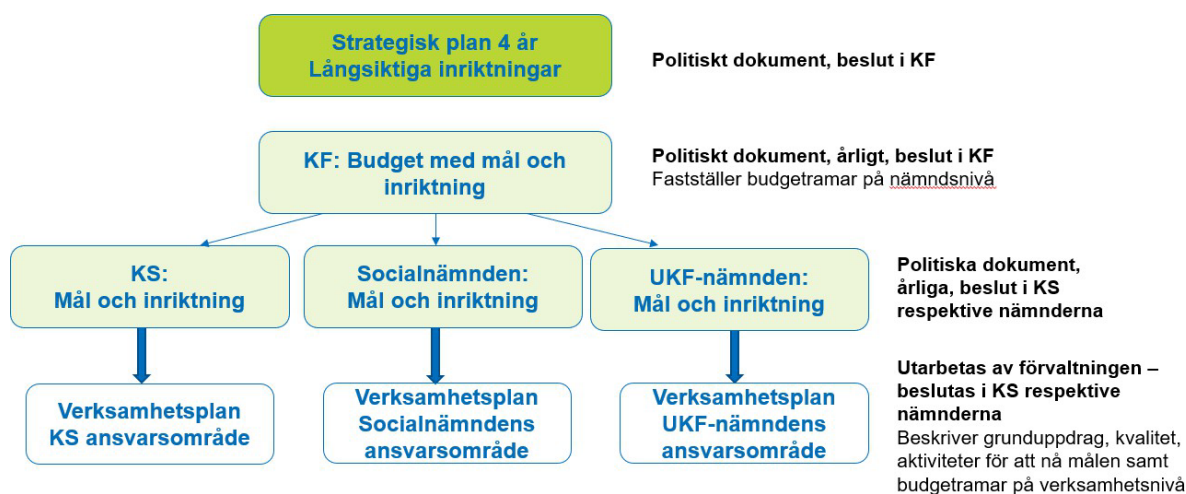 Strategisk plan 4 år
Långsiktiga inriktningar
Politiskt dokument, beslut i KF
KF: Budget med mål och
inriktning
Politiskt dokument, årligt, beslut i KF
Fastställer budgetramar på nämndsnivå
KS:
Mål och inriktning
Socialnämnden:
Mål och inriktning
UKF-nämnden:
Mål och inriktning
Politiska dokument,
årliga, beslut i KS
respektive nämnderna
Verksamhetsplan
KS ansvarsområde
Verksamhetsplan
Socialnämndens
ansvarsområde
Verksamhetsplan
UKF-nämndens
ansvarsområde
Utarbetas av förvaltningen –
beslutas i KS respektive
nämnderna
Beskriver grunduppdrag, kvalitet,
aktiviteter för att nå målen samt
budgetramar på verksamhetsnivå